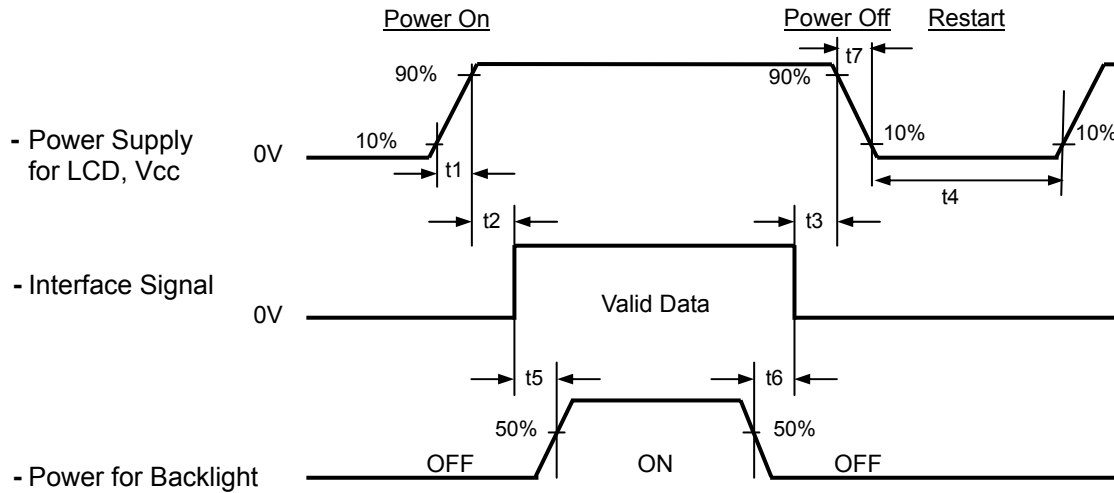 Power On
Power Off
Restart
t7
90%
90%
- Power Supply
for LCD, Vcc
0V
10%
10%
10%
t1
t4
t2
t3
- Interface Signal
0V
Valid Data
t5
t6
50%
50%
- Power for Backlight
OFF
ON
OFF